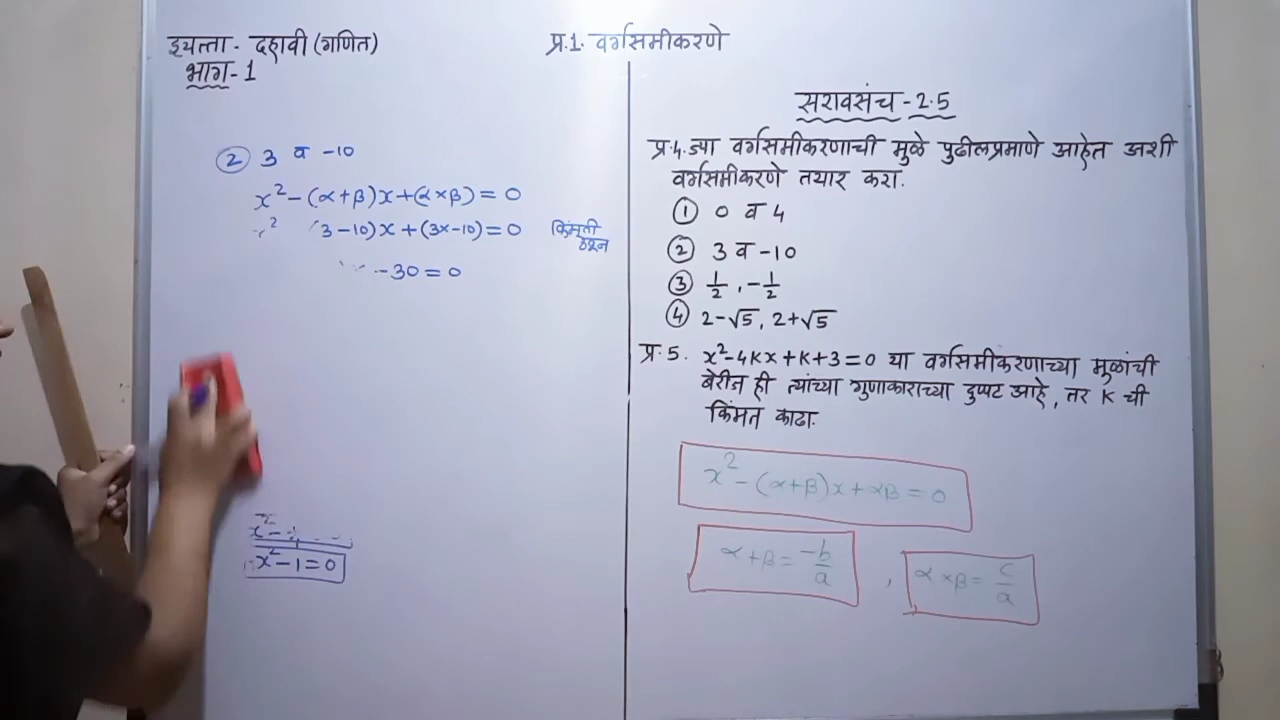 इयत्ता - दहावी (गणित)
भाग - 1
प्र.1. वर्गसमीकरणे
② 3 व -10
x² - (α+β)x + (α×β) = 0
x² 3-10)x + (3x-10) = 0 किंमती ठेवून
-30 = 0
x² -
x² - 1 = 0
सरावसंच - 2.5
प्र.4. ज्या वर्गसमीकरणाची मुळे पुढीलप्रमाणे आहेत अशी
वर्गसमीकरणे तयार करा.
① 0 व 4
② 3 व -10
③ 1/2 , -1/2
④ 2-√5, 2+√5
प्र. 5. x²-4Kx+K+3=0 या वर्गसमीकरणाच्या मुळांची
बेरीज ही त्यांच्या गुणाकाराच्या दुप्पट आहे, तर K ची
किंमत काढा.
x² - (α+β)x + αβ = 0
α + β = -b/a , α × β = c/a